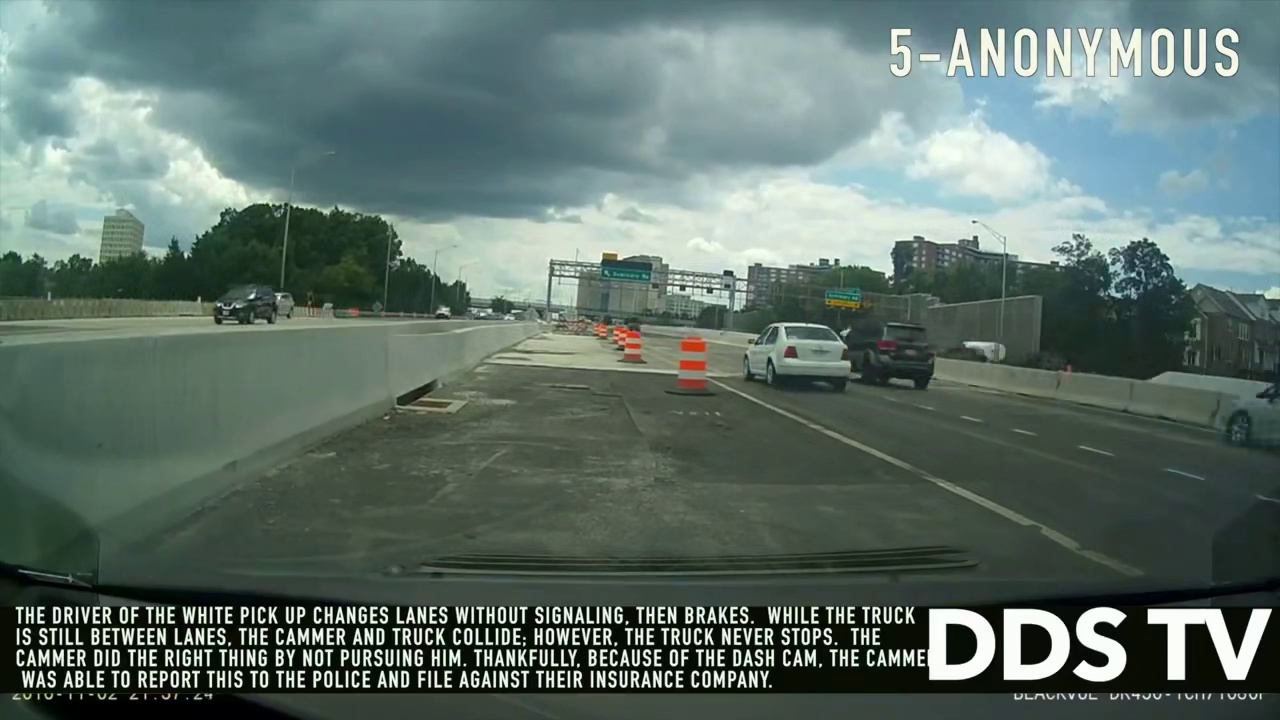 5-ANONYMOUS
Seminary Rd
THE DRIVER OF THE WHITE PICK UP CHANGES LANES WITHOUT SIGNALING, THEN BRAKES. WHILE THE TRUCK
IS STILL BETWEEN LANES, THE CAMMER AND TRUCK COLLIDE; HOWEVER, THE TRUCK NEVER STOPS. THE
CAMMER DID THE RIGHT THING BY NOT PURSUING HIM. THANKFULLY, BECAUSE OF THE DASH CAM, THE CAMMER
WAS ABLE TO REPORT THIS TO THE POLICE AND FILE AGAINST THEIR INSURANCE COMPANY.
DDS TV